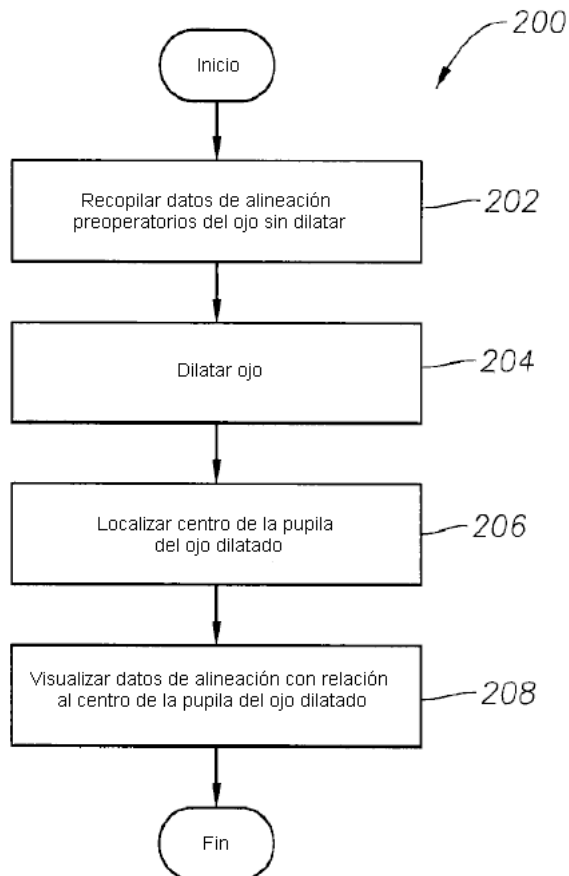 200
Inicio
Recopilar datos de alineación
preoperatorios del ojo sin dilatar
202
Dilatar ojo
204
Localizar centro de la pupila
del ojo dilatado
206
Visualizar datos de alineación con relación
al centro de la pupila del ojo dilatado
208
Fin